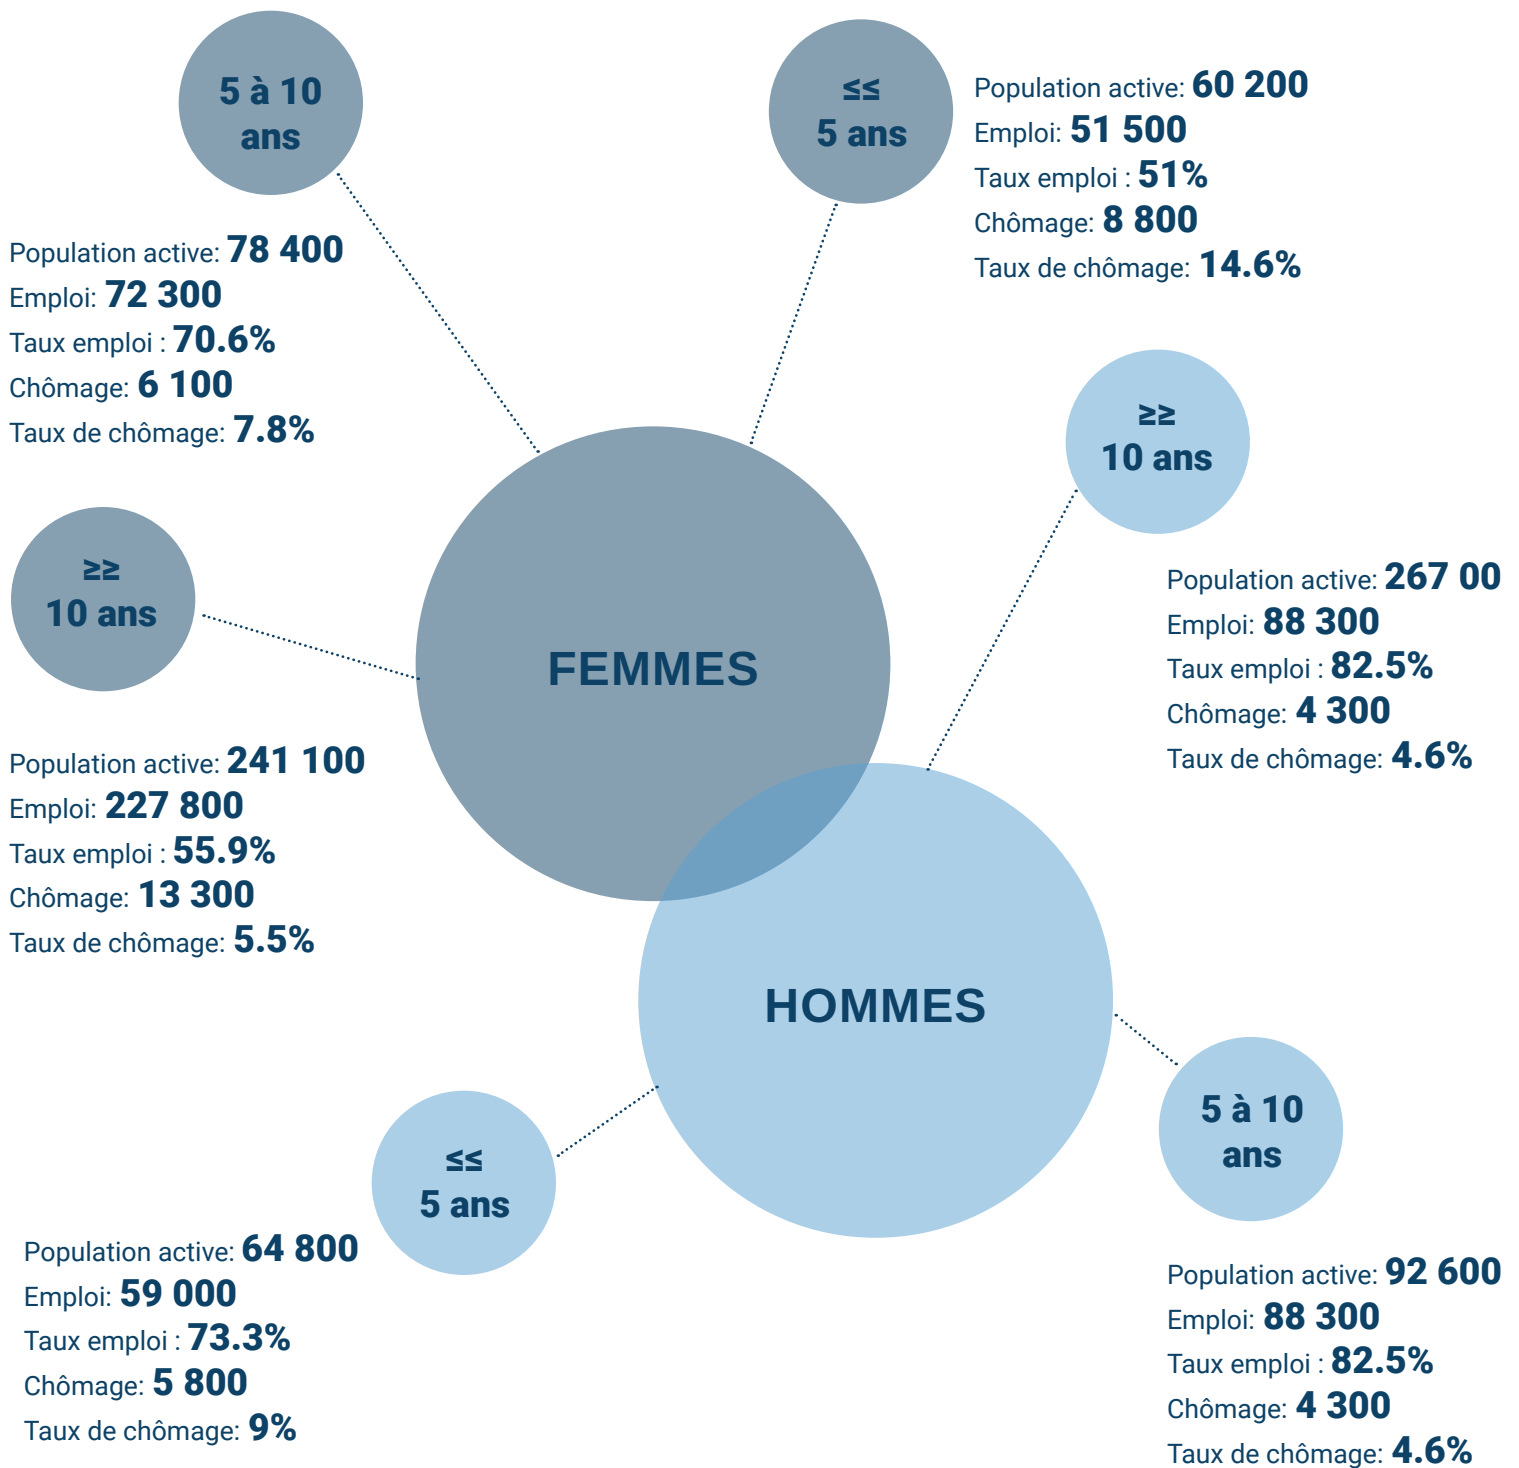 5 à 10
ans
Population active: 78 400
Emploi: 72 300
Taux emploi : 70.6%
Chômage: 6 100
Taux de chômage: 7.8%
≤≤
5 ans
Population active: 60 200
Emploi: 51 500
Taux emploi : 51%
Chômage: 8 800
Taux de chômage: 14.6%
≥≥
10 ans
Population active: 241 100
Emploi: 227 800
Taux emploi : 55.9%
Chômage: 13 300
Taux de chômage: 5.5%
FEMMES
≥≥
10 ans
Population active: 267 00
Emploi: 88 300
Taux emploi : 82.5%
Chômage: 4 300
Taux de chômage: 4.6%
HOMMES
≤≤
5 ans
Population active: 64 800
Emploi: 59 000
Taux emploi : 73.3%
Chômage: 5 800
Taux de chômage: 9%
5 à 10
ans
Population active: 92 600
Emploi: 88 300
Taux emploi : 82.5%
Chômage: 4 300
Taux de chômage: 4.6%